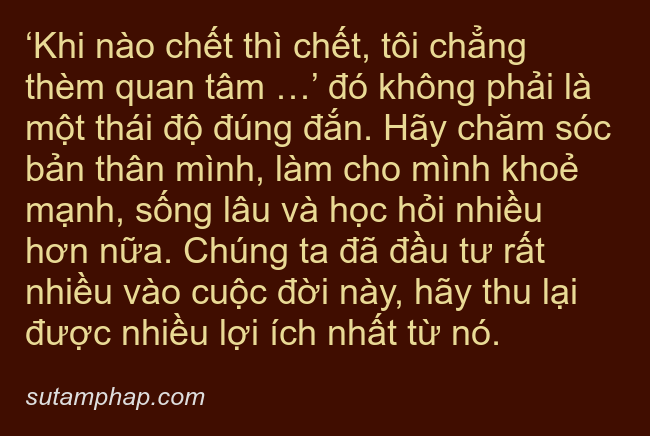 ‘Khi nào chết thì chết, tôi chẳng
thèm quan tâm …’ đó không phải là
một thái độ đúng đắn. Hãy chăm sóc
bản thân mình, làm cho mình khoẻ
mạnh, sống lâu và học hỏi nhiều
hơn nữa. Chúng ta đã đầu tư rất
nhiều vào cuộc đời này, hãy thu lại
được nhiều lợi ích nhất từ nó.
sutamphap.com